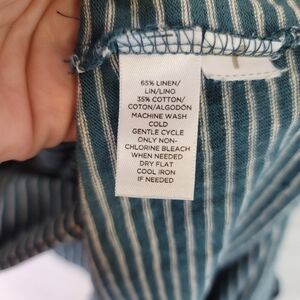 65% LINEN/
LIN/LINO
35% COTTON/
COTON/ALGODÓN
MACHINE WASH
COLD
GENTLE CYCLE
ONLY NON-
CHLORINE BLEACH
WHEN NEEDED
DRY FLAT
COOL IRON
IF NEEDED